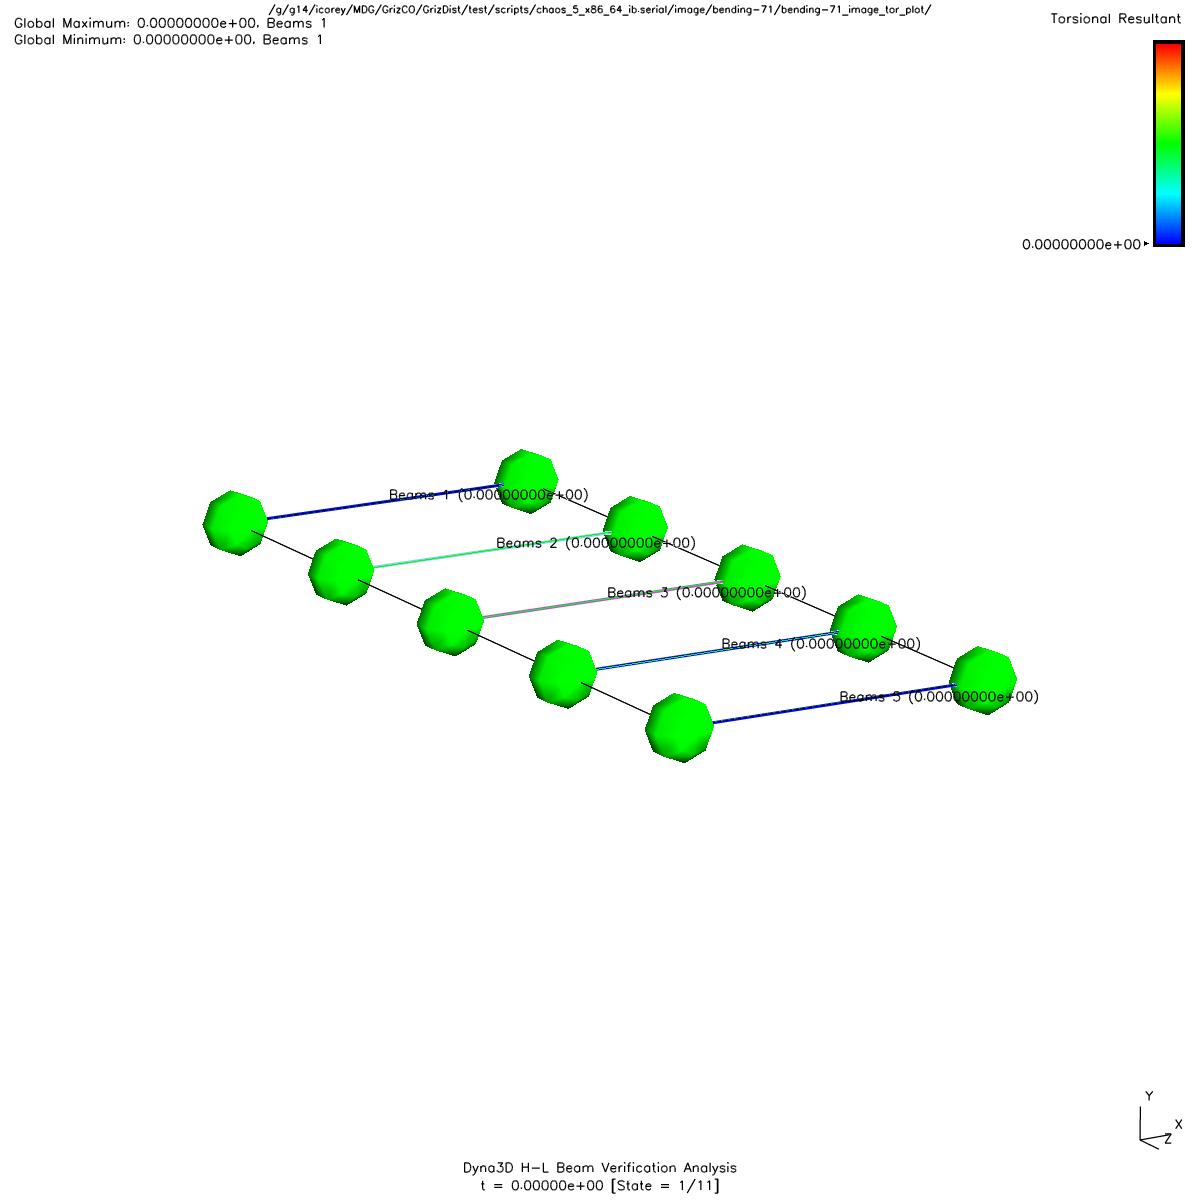 /g/g14/icorey/MDG/GrizCO/GrizDist/test/scripts/chaos_5_x86_64_ib.serial/image/bending-71/bending-71_image_tor_plot/
Global Maximum: 0.00000000e+00, Beams 1
Global Minimum: 0.00000000e+00, Beams 1
Torsional Resultant
0.00000000e+00
Beams 1 (0.00000000e+00)
Beams 2 (0.00000000e+00)
Beams 3 (0.00000000e+00)
Beams 4 (0.00000000e+00)
Beams 5 (0.00000000e+00)
Y
X
Z
Dyna3D H-L Beam Verification Analysis
t = 0.00000e+00 [State = 1/11]